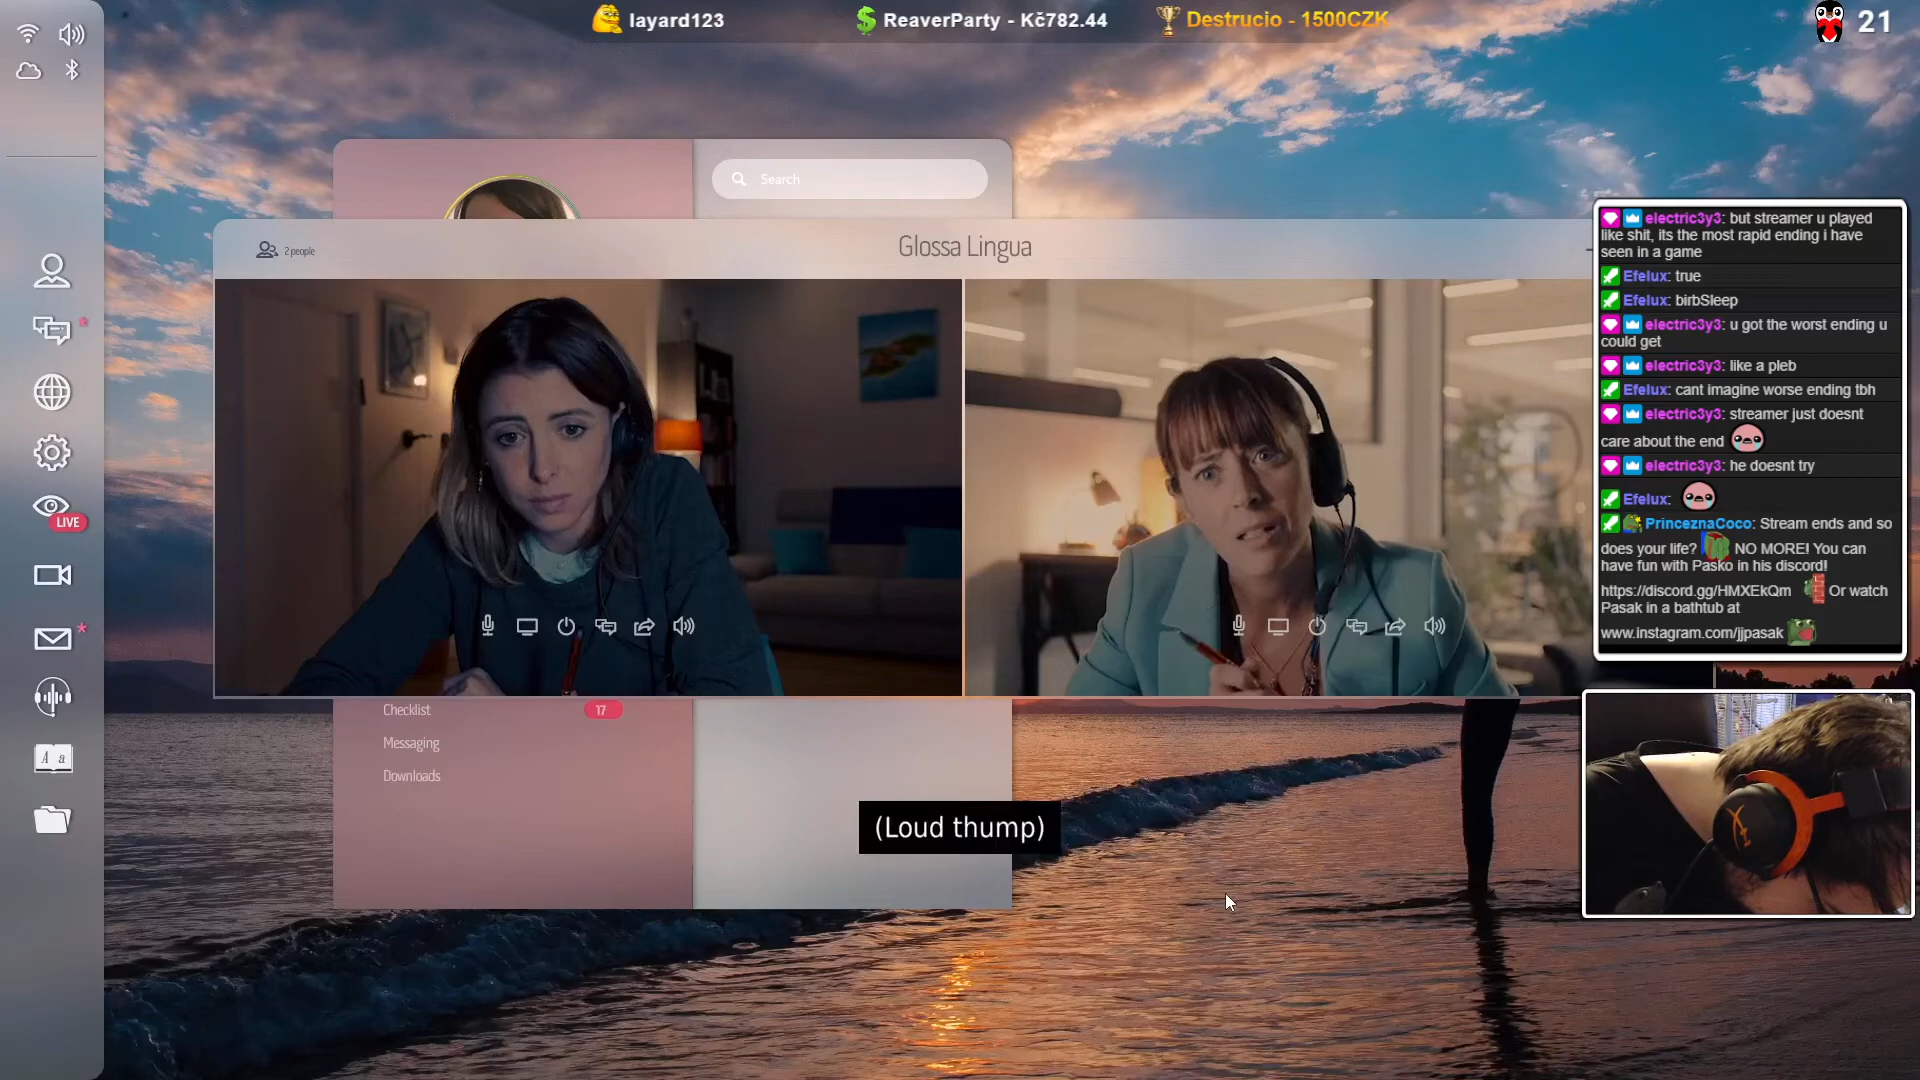 layard123
ReaverParty - Kč782.44
Destrucio - 1500CZK
21
Search
2 people
Glossa Lingua
LIVE
A a
Checklist
17
Messaging
Downloads
(Loud thump)
electric3y3: but streamer u played
like shit, its the most rapid ending i have
seen in a game
Efelux: true
Efelux: birbSleep
electric3y3: u got the worst ending u
could get
electric3y3: like a pleb
Efelux: cant imagine worse ending tbh
electric3y3: streamer just doesnt
care about the end
electric3y3: he doesnt try
Efelux:
PrinceznaCoco: Stream ends and so
does your life? NO MORE! You can
have fun with Pasko in his discord!
https://discord.gg/HMXEkQm Or watch
Pasak in a bathtub at
www.instagram.com/jjpasak